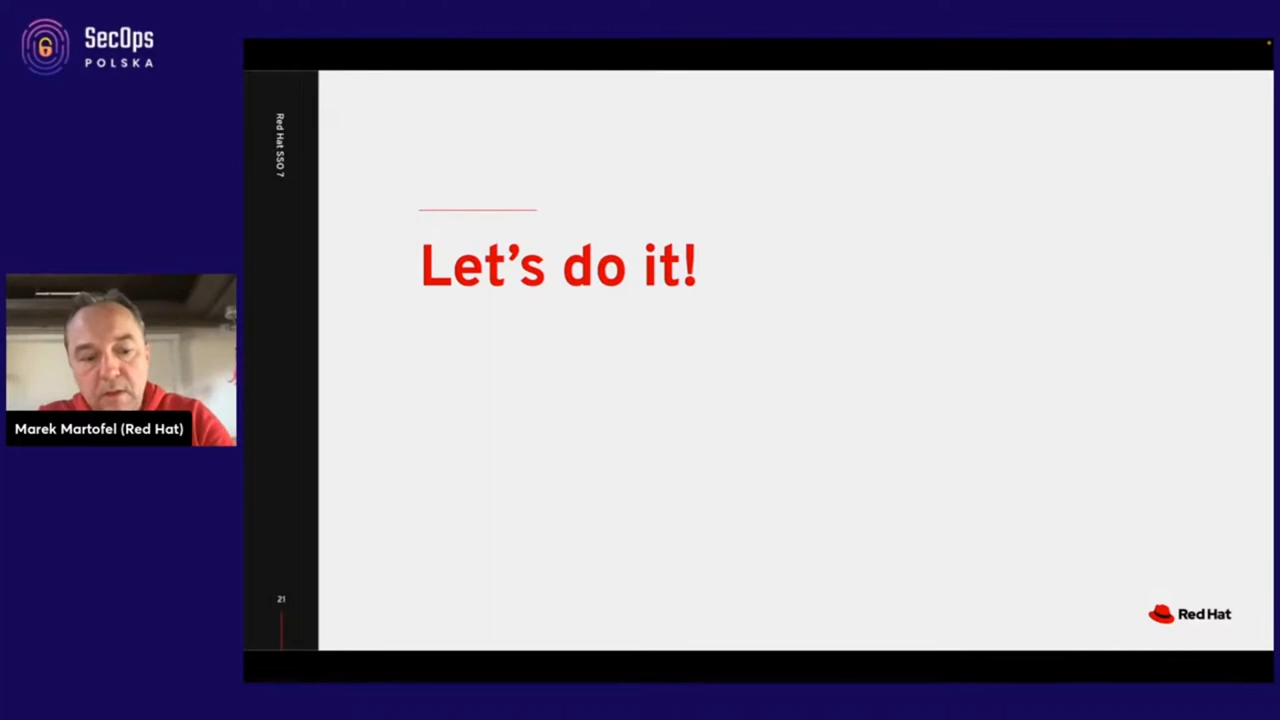 SecOps
POLSKA
Red Hat SSO 7
Let's do it!
Marek Martofel (Red Hat)
21
Red Hat